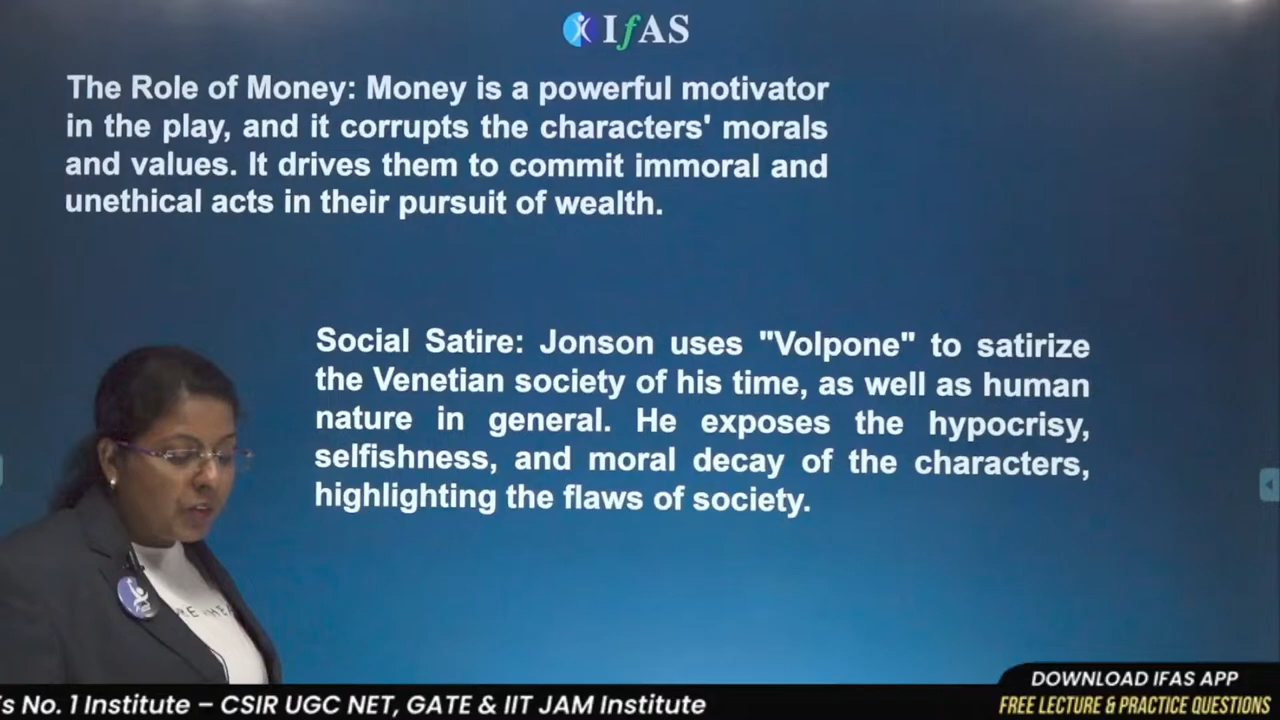 IfAS
The Role of Money: Money is a powerful motivator
in the play, and it corrupts the characters' morals
and values. It drives them to commit immoral and
unethical acts in their pursuit of wealth.
Social Satire: Jonson uses "Volpone" to satirize
the Venetian society of his time, as well as human
nature in general. He exposes the hypocrisy,
selfishness, and moral decay of the characters,
highlighting the flaws of society.
DOWNLOAD IFAS APP
's No. 1 Institute – CSIR UGC NET, GATE & IIT JAM Institute
FREE LECTURE & PRACTICE QUESTIONS